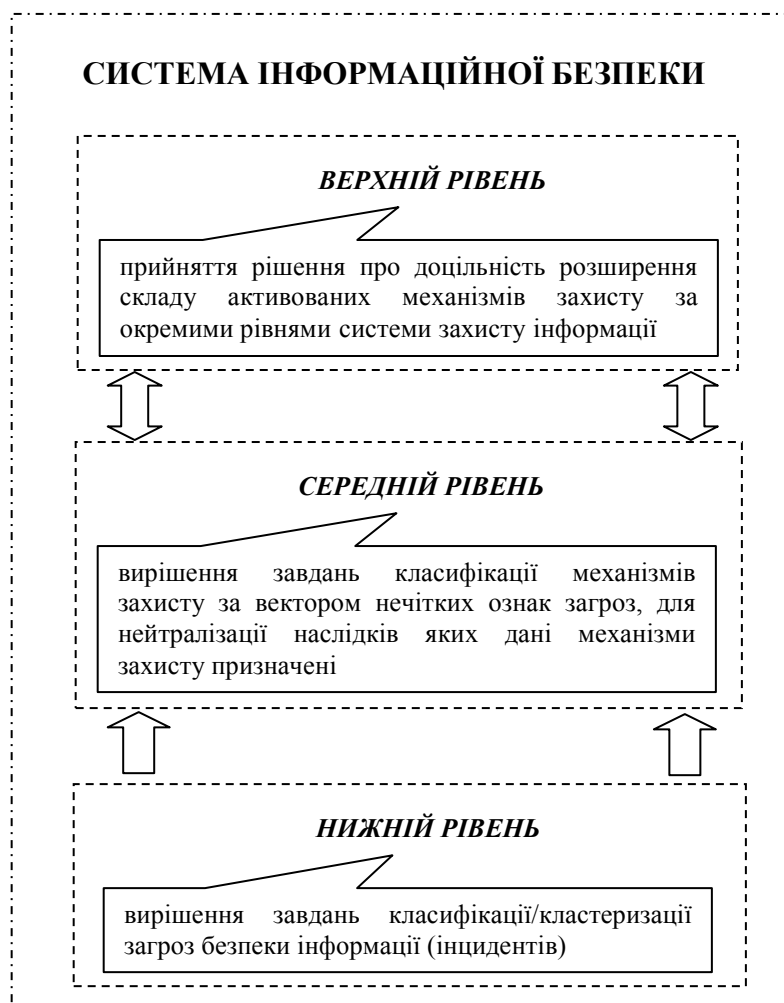 СИСТЕМА ІНФОРМАЦІЙНОЇ БЕЗПЕКИ
ВЕРХНІЙ РІВЕНЬ
прийняття рішення про доцільність розширення
складу активованих механізмів захисту за
окремими рівнями системи захисту інформації
СЕРЕДНІЙ РІВЕНЬ
вирішення завдань класифікації механізмів
захисту за вектором нечітких ознак загроз, для
нейтралізації наслідків яких дані механізми
захисту призначені
НИЖНІЙ РІВЕНЬ
вирішення завдань класифікації/кластеризації
загроз безпеки інформації (інцидентів)